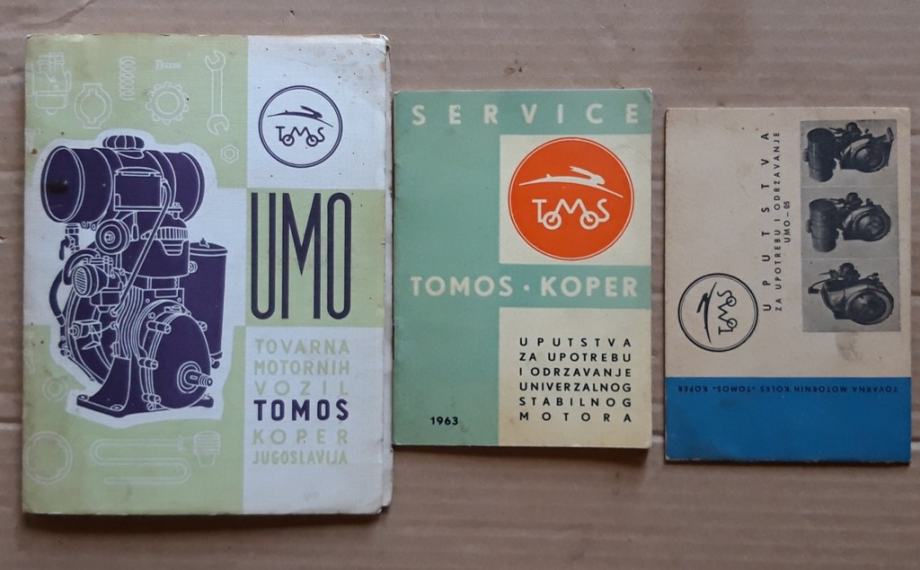 TOMOS
UMO
TOVARNA
MOTORNIH
VOZIL
TOMOS
KOPER
JUGOSLAVIJA
SERVICE
TOMOS
TOMOS · KOPER
UPUTSTVA
ZA UPOTREBU
I ODRZAVANJE
UNIVERZALNOG
STABILNOG
MOTORA
1963
UPUTSTVA
ZA UPOTREBU I ODRZAVANJE
UMO - 05
TOMOS
TOVARNA MOTORNIH KOLES "TOMOS" KOPER